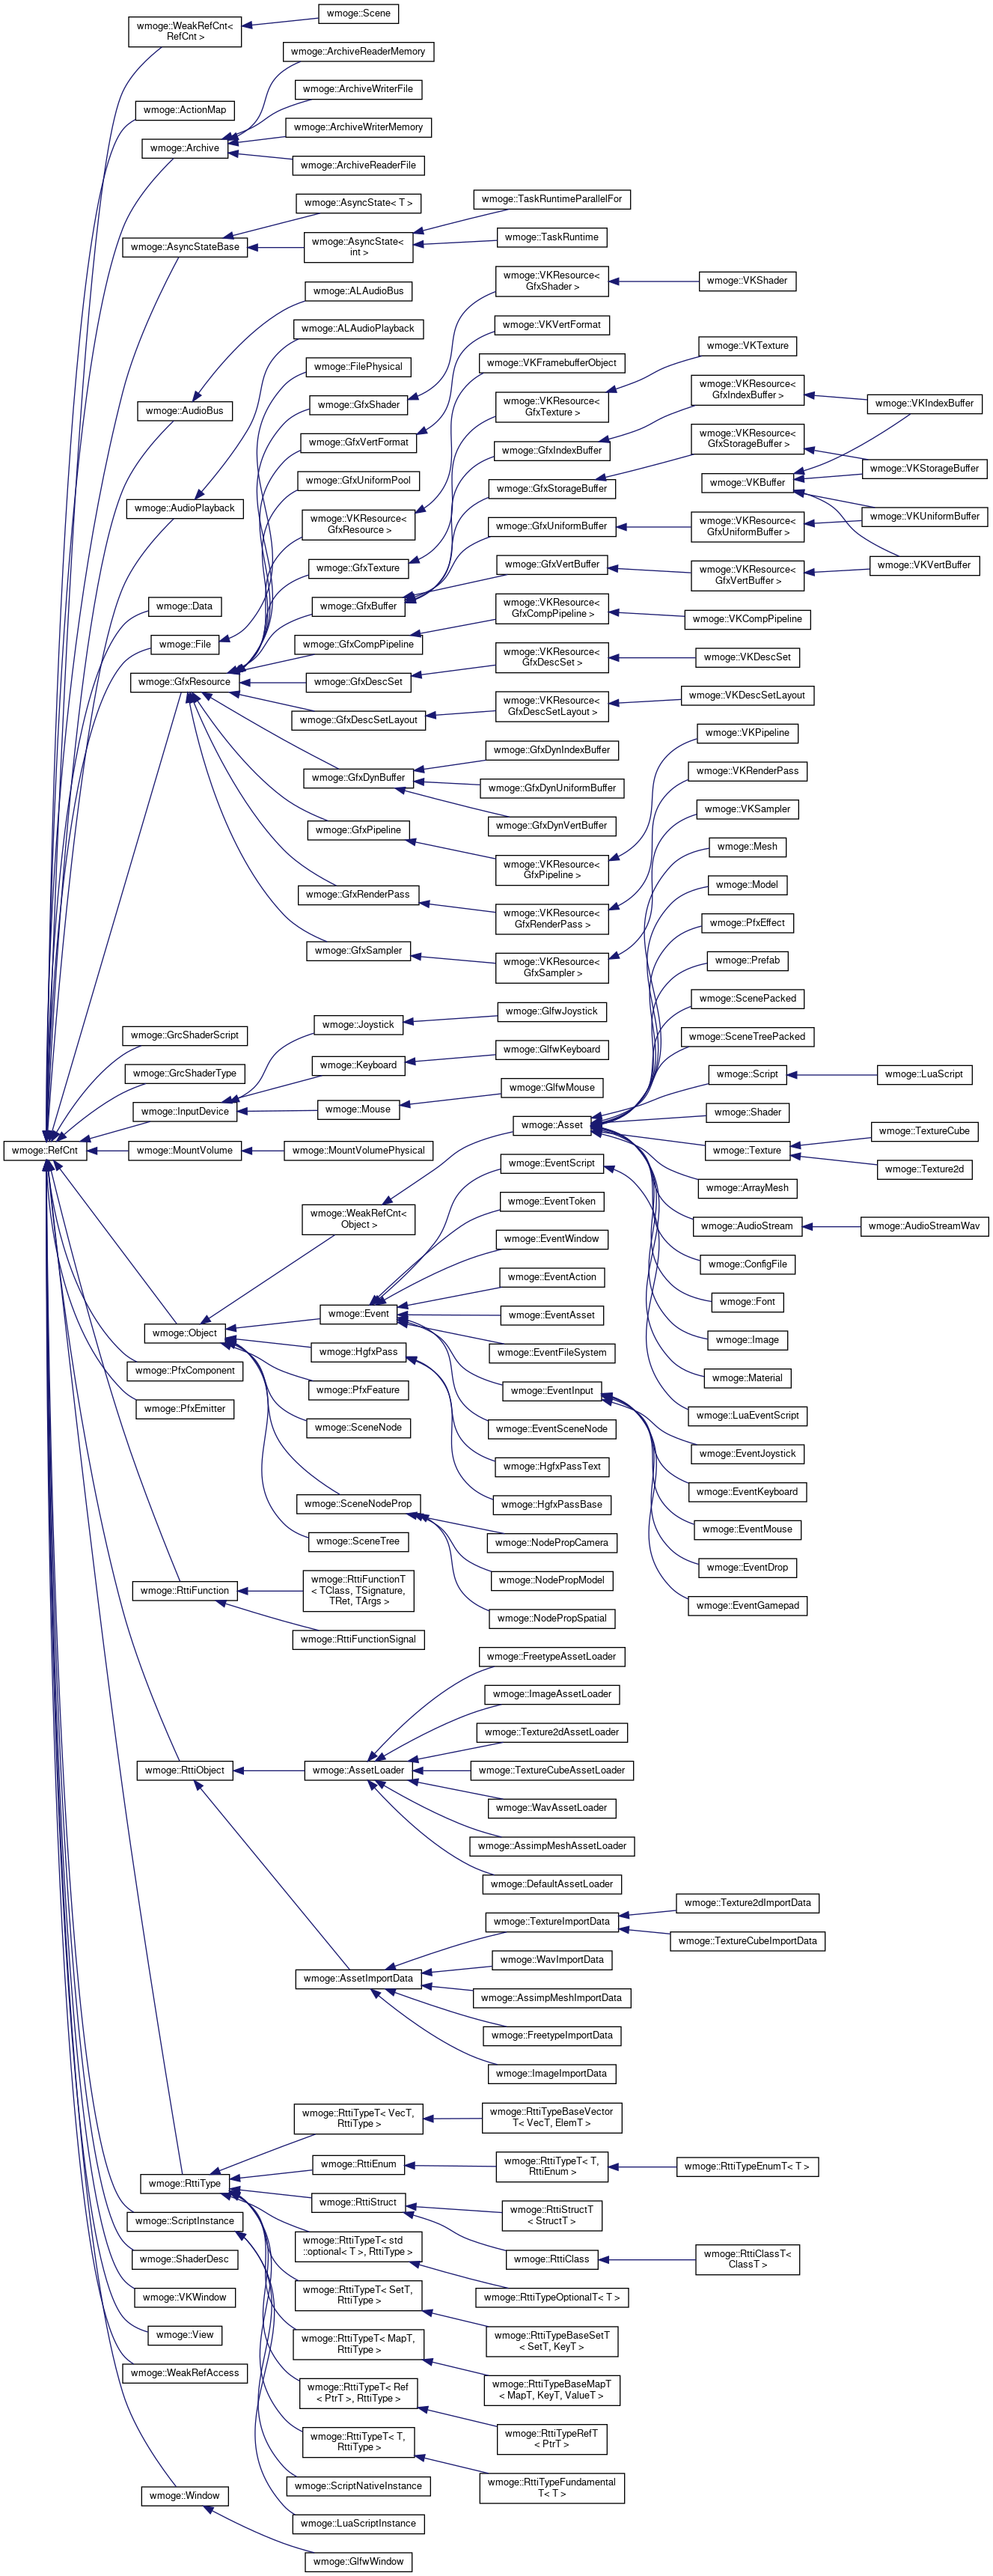 wmoge::RefCnt
wmoge::WeakRefCnt<
RefCnt >
wmoge::Scene
wmoge::ActionMap
wmoge::Archive
wmoge::ArchiveReaderMemory
wmoge::ArchiveWriterFile
wmoge::ArchiveWriterMemory
wmoge::ArchiveReaderFile
wmoge::AsyncStateBase
wmoge::AsyncState< T >
wmoge::AsyncState<
int >
wmoge::TaskRuntimeParallelFor
wmoge::TaskRuntime
wmoge::AudioBus
wmoge::ALAudioBus
wmoge::AudioPlayback
wmoge::ALAudioPlayback
wmoge::Data
wmoge::File
wmoge::FilePhysical
wmoge::GfxResource
wmoge::GfxShader
wmoge::VKResource<
GfxShader >
wmoge::VKShader
wmoge::GfxVertFormat
wmoge::VKVertFormat
wmoge::GfxUniformPool
wmoge::VKResource<
GfxResource >
wmoge::VKFramebufferObject
wmoge::GfxTexture
wmoge::VKResource<
GfxTexture >
wmoge::VKTexture
wmoge::GfxBuffer
wmoge::GfxIndexBuffer
wmoge::VKResource<
GfxIndexBuffer >
wmoge::VKIndexBuffer
wmoge::GfxStorageBuffer
wmoge::VKResource<
GfxStorageBuffer >
wmoge::VKBuffer
wmoge::VKStorageBuffer
wmoge::GfxUniformBuffer
wmoge::VKResource<
GfxUniformBuffer >
wmoge::VKUniformBuffer
wmoge::GfxVertBuffer
wmoge::VKResource<
GfxVertBuffer >
wmoge::VKVertBuffer
wmoge::GfxCompPipeline
wmoge::VKResource<
GfxCompPipeline >
wmoge::VKCompPipeline
wmoge::GfxDescSet
wmoge::VKResource<
GfxDescSet >
wmoge::VKDescSet
wmoge::GfxDescSetLayout
wmoge::VKResource<
GfxDescSetLayout >
wmoge::VKDescSetLayout
wmoge::GfxDynBuffer
wmoge::GfxDynIndexBuffer
wmoge::GfxDynUniformBuffer
wmoge::GfxDynVertBuffer
wmoge::GfxPipeline
wmoge::VKResource<
GfxPipeline >
wmoge::VKPipeline
wmoge::GfxRenderPass
wmoge::VKResource<
GfxRenderPass >
wmoge::VKRenderPass
wmoge::GfxSampler
wmoge::VKResource<
GfxSampler >
wmoge::VKSampler
wmoge::GrcShaderScript
wmoge::GrcShaderType
wmoge::InputDevice
wmoge::Joystick
wmoge::GlfwJoystick
wmoge::Keyboard
wmoge::GlfwKeyboard
wmoge::Mouse
wmoge::GlfwMouse
wmoge::MountVolume
wmoge::MountVolumePhysical
wmoge::Object
wmoge::WeakRefCnt<
Object >
wmoge::Asset
wmoge::Mesh
wmoge::Model
wmoge::PfxEffect
wmoge::Prefab
wmoge::ScenePacked
wmoge::SceneTreePacked
wmoge::Script
wmoge::LuaScript
wmoge::Shader
wmoge::Texture
wmoge::TextureCube
wmoge::Texture2d
wmoge::ArrayMesh
wmoge::AudioStream
wmoge::AudioStreamWav
wmoge::ConfigFile
wmoge::Font
wmoge::Image
wmoge::Material
wmoge::Event
wmoge::EventScript
wmoge::LuaEventScript
wmoge::EventToken
wmoge::EventWindow
wmoge::EventAction
wmoge::EventAsset
wmoge::EventFileSystem
wmoge::EventInput
wmoge::EventJoystick
wmoge::EventKeyboard
wmoge::EventMouse
wmoge::EventDrop
wmoge::EventGamepad
wmoge::EventSceneNode
wmoge::HgfxPass
wmoge::HgfxPassText
wmoge::HgfxPassBase
wmoge::PfxFeature
wmoge::SceneNode
wmoge::SceneNodeProp
wmoge::NodePropCamera
wmoge::NodePropModel
wmoge::NodePropSpatial
wmoge::SceneTree
wmoge::PfxComponent
wmoge::PfxEmitter
wmoge::RttiFunction
wmoge::RttiFunctionT
< TClass, TSignature,
TRet, TArgs >
wmoge::RttiFunctionSignal
wmoge::RttiObject
wmoge::AssetLoader
wmoge::FreetypeAssetLoader
wmoge::ImageAssetLoader
wmoge::Texture2dAssetLoader
wmoge::TextureCubeAssetLoader
wmoge::WavAssetLoader
wmoge::AssimpMeshAssetLoader
wmoge::DefaultAssetLoader
wmoge::AssetImportData
wmoge::TextureImportData
wmoge::Texture2dImportData
wmoge::TextureCubeImportData
wmoge::WavImportData
wmoge::AssimpMeshImportData
wmoge::FreetypeImportData
wmoge::ImageImportData
wmoge::RttiType
wmoge::RttiTypeT< VecT,
RttiType >
wmoge::RttiTypeBaseVector
T< VecT, ElemT >
wmoge::RttiEnum
wmoge::RttiTypeT< T,
RttiEnum >
wmoge::RttiTypeEnumT< T >
wmoge::RttiStruct
wmoge::RttiStructT
< StructT >
wmoge::RttiClass
wmoge::RttiClassT<
ClassT >
wmoge::RttiTypeT< std
::optional< T >, RttiType >
wmoge::RttiTypeOptionalT< T >
wmoge::RttiTypeT< SetT,
RttiType >
wmoge::RttiTypeBaseSetT
< SetT, KeyT >
wmoge::RttiTypeT< MapT,
RttiType >
wmoge::RttiTypeBaseMapT
< MapT, KeyT, ValueT >
wmoge::RttiTypeT< Ref
< PtrT >, RttiType >
wmoge::RttiTypeRefT
< PtrT >
wmoge::RttiTypeT< T,
RttiType >
wmoge::RttiTypeFundamental
T< T >
wmoge::ScriptInstance
wmoge::ScriptNativeInstance
wmoge::LuaScriptInstance
wmoge::ShaderDesc
wmoge::VKWindow
wmoge::View
wmoge::WeakRefAccess
wmoge::Window
wmoge::GlfwWindow